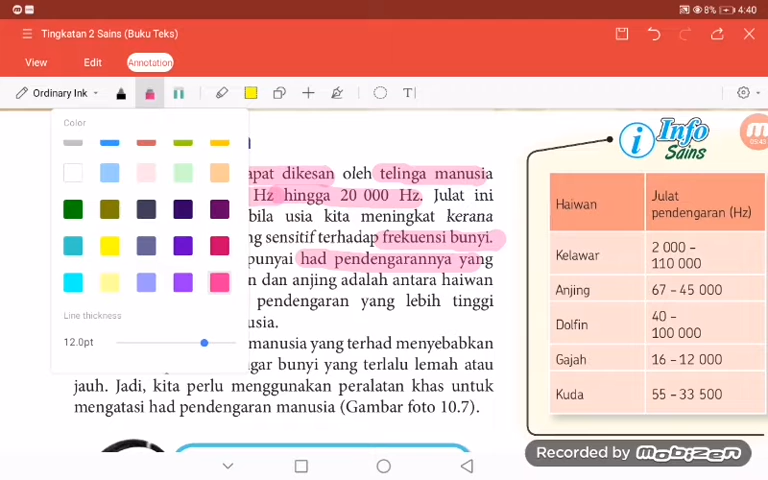 8% 4:40
Tingkatan 2 Sains (Buku Teks)
View Edit Annotation
Ordinary Ink T
Color
Line thickness
12.0pt
apat dikesan oleh telinga manusia
Hz hingga 20 000 Hz. Julat ini
bila usia kita meningkat kerana
ng sensitif terhadap frekuensi bunyi.
punyai had pendengarannya yang
n dan anjing adalah antara haiwan
pendengaran yang lebih tinggi
usia.
manusia yang terhad menyebabkan
gar bunyi yang terlalu lemah atau
jauh. Jadi, kita perlu menggunakan peralatan khas untuk
mengatasi had pendengaran manusia (Gambar foto 10.7).
i Info
Sains
Haiwan Julat pendengaran (Hz)
Kelawar 2 000 – 110 000
Anjing 67 – 45 000
Dolfin 40 – 100 000
Gajah 16 – 12 000
Kuda 55 – 33 500
Recorded by mobizen